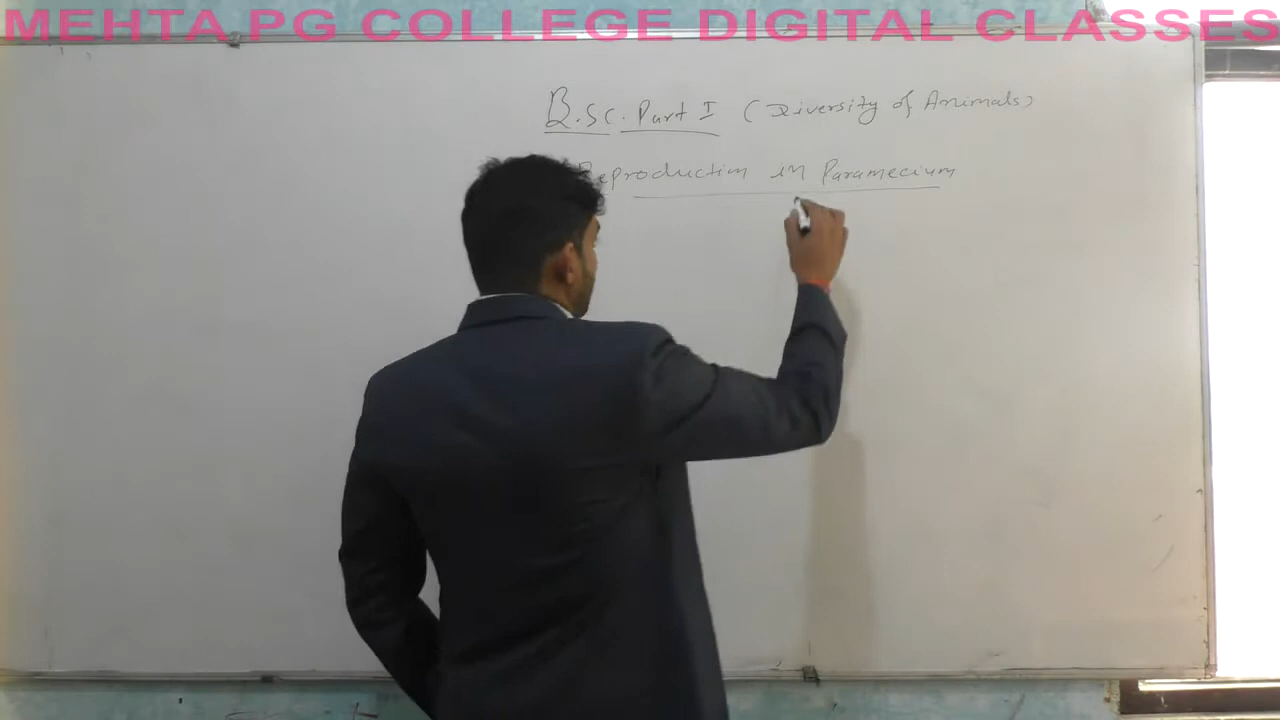 MEHTA PG COLLEGE DIGITAL CLASSES
B.Sc. Part I (Diversity of Animals)
Reproduction in Paramecium